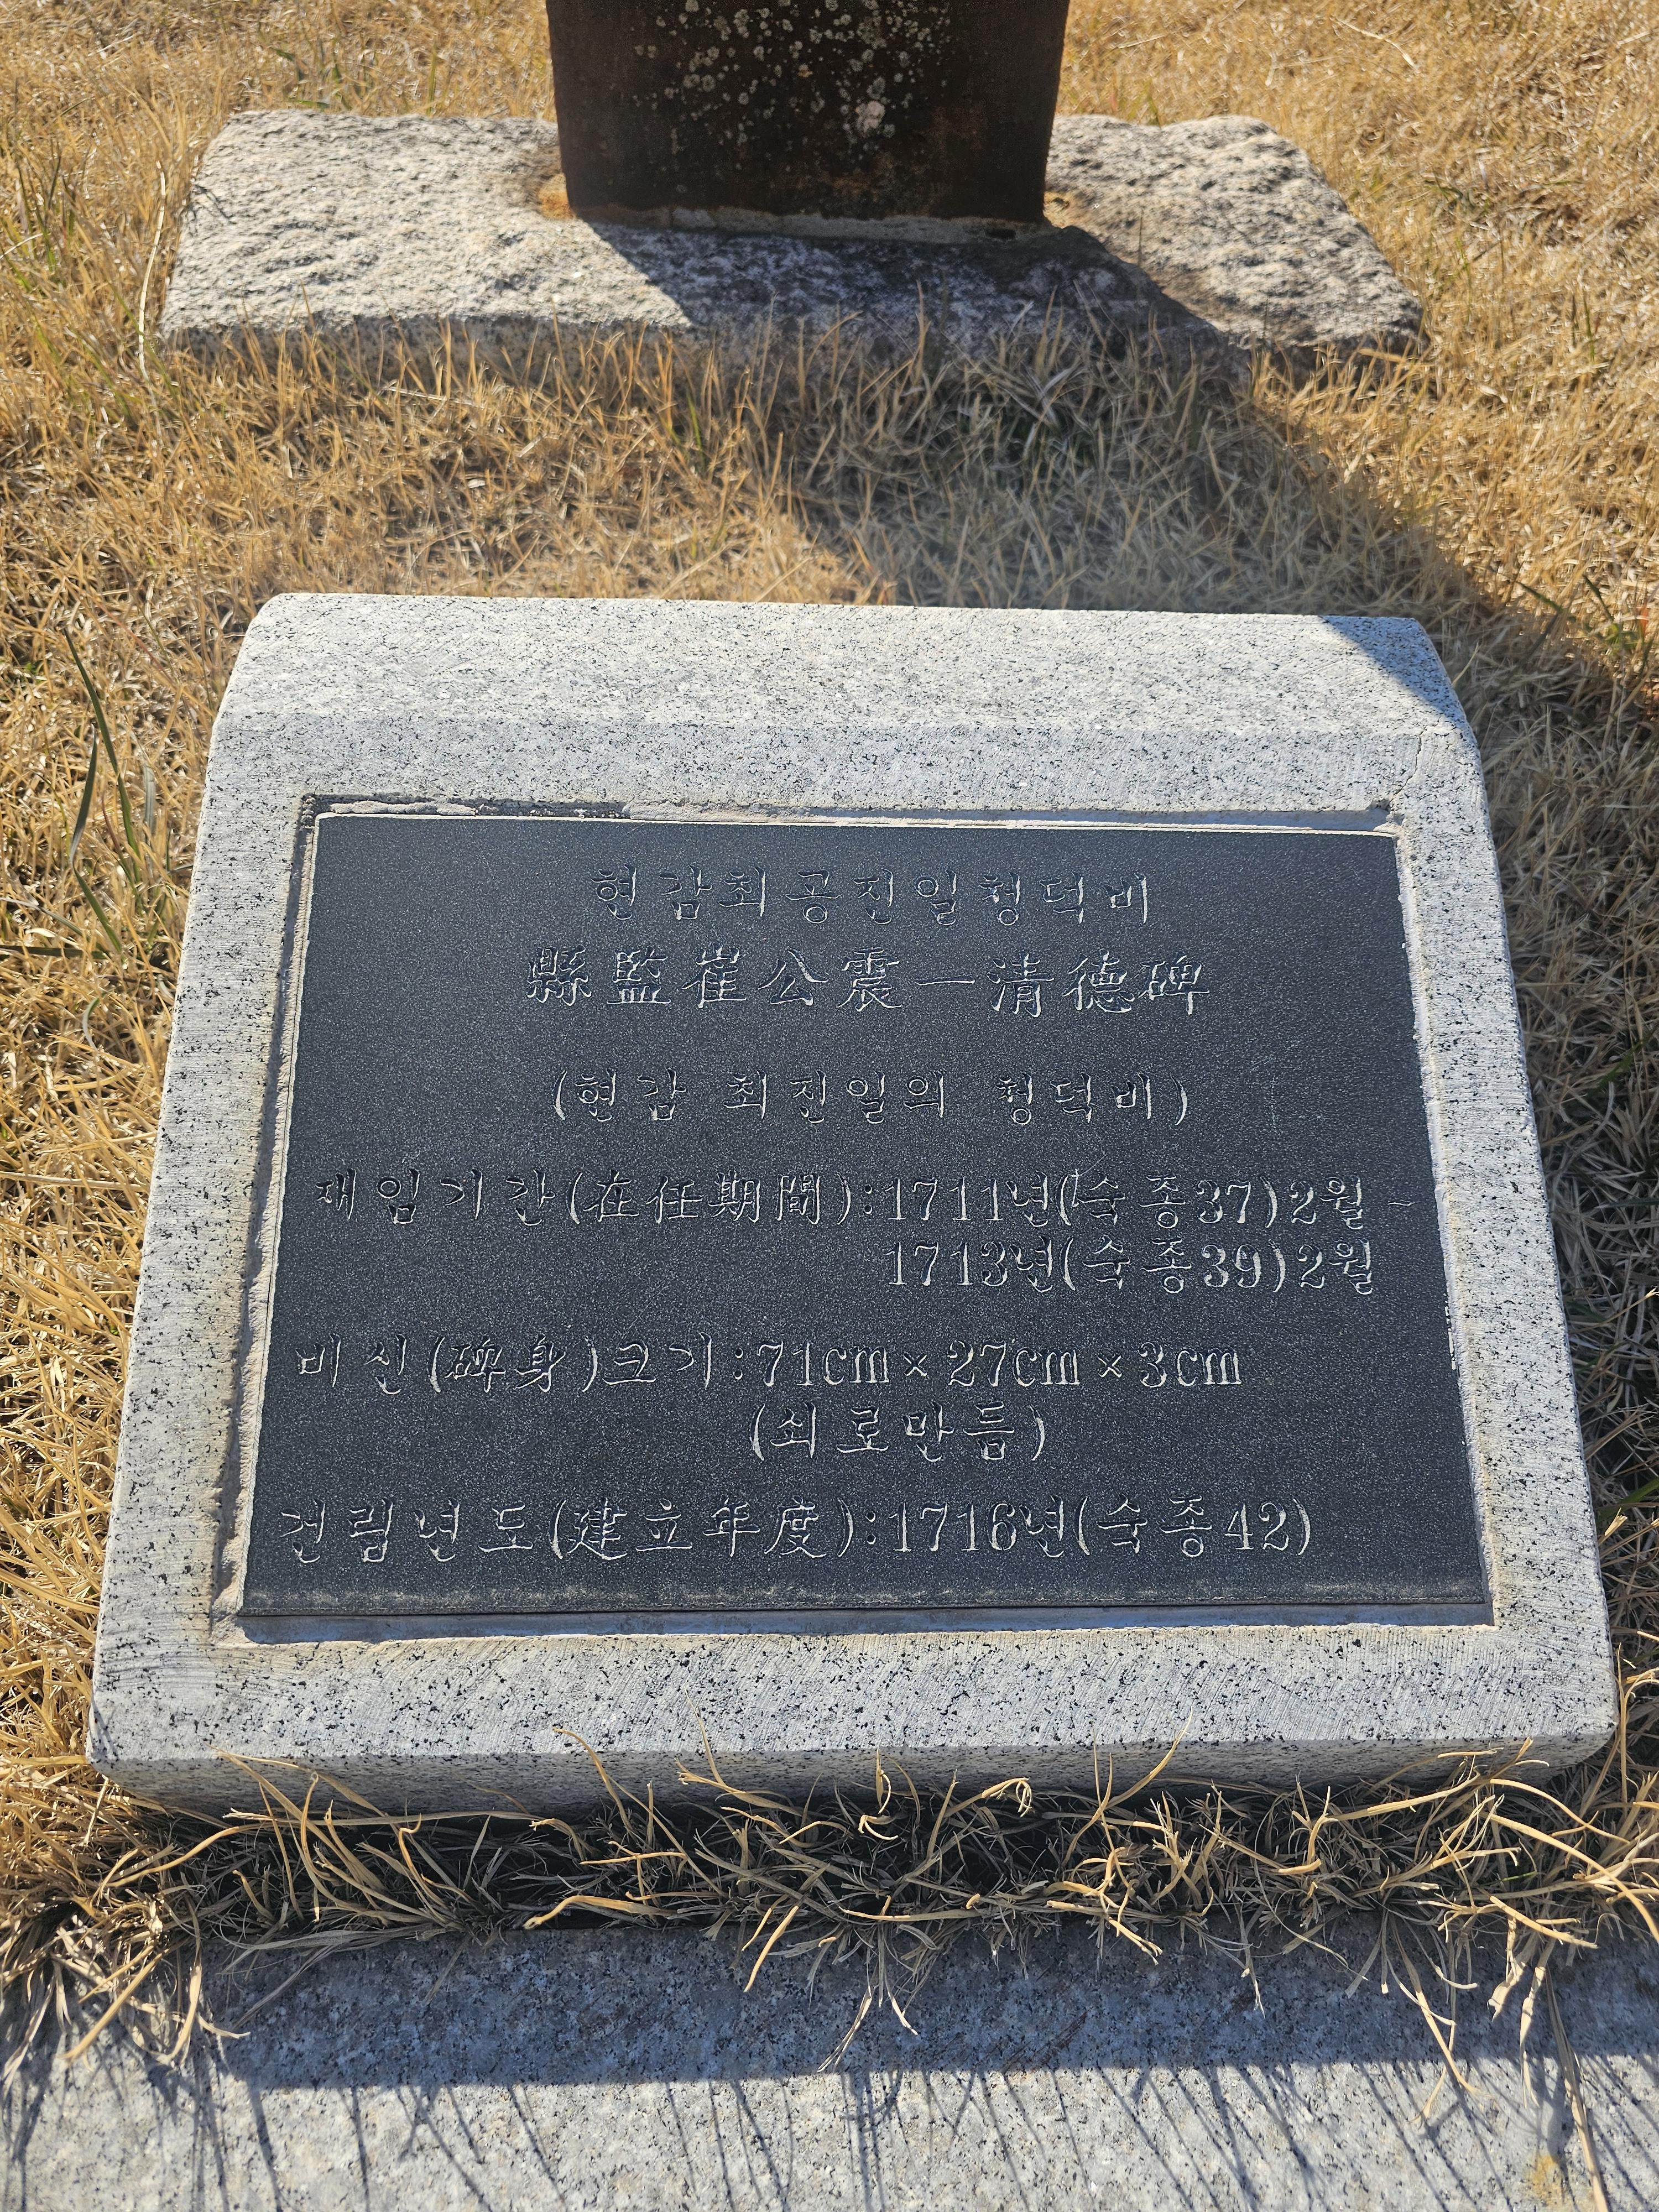 현감최공진일청덕비
縣監崔公震一清德碑
(현감 최진일의 청덕비)
재임기간(在任期間):1711년(숙종37)2월~
1713년(숙종39)2월
비신(碑身)크기:71cm×27cm×3cm
(쇠로만듬)
건립년도(建立年度):1716년(숙종42)